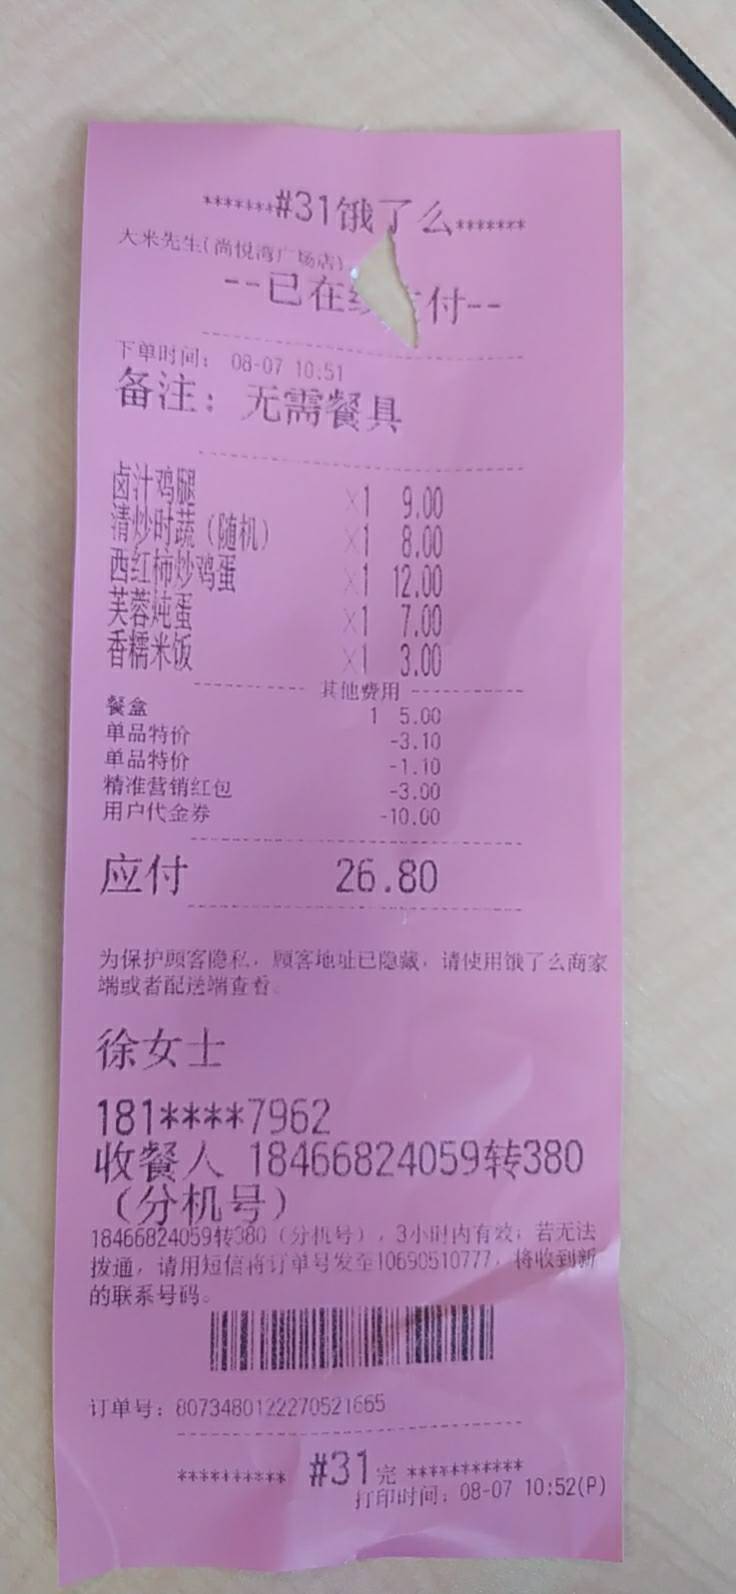 *******#31饿了么*******
大米先生(尚悦湾广场店)
--已在线 付--
下单时间： 08-07 10:51
备注：无需餐具
卤汁鸡腿 X1 9.00
清炒时蔬（随机） X1 8.00
西红柿炒鸡蛋 X1 12.00
芙蓉炖蛋 X1 7.00
香糯米饭 X1 3.00
其他费用
餐盒 1 5.00
单品特价 -3.10
单品特价 -1.10
精准营销红包 -3.00
用户代金券 -10.00
应付 26.80
为保护顾客隐私，顾客地址已隐藏，请使用饿了么商家
端或者配送端查看。
徐女士
181****7962
收餐人 18466824059转380
（分机号）
18466824059转380（分机号），3小时内有效；若无法
拨通，请用短信将订单号发至10690510777，将收到新
的联系号码。
订单号：8073480122270521665
********** #31完 ***********
打印时间：08-07 10:52(P)